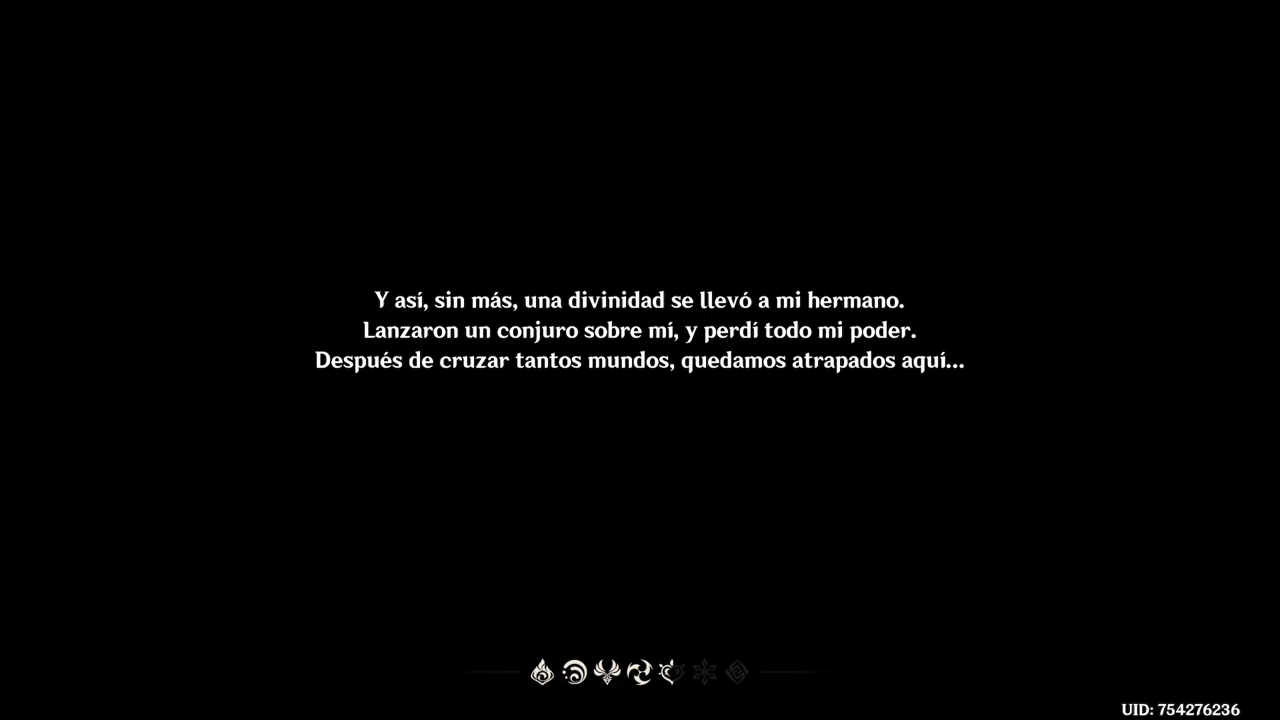 Y así, sin más, una divinidad se llevó a mi hermano.
Lanzaron un conjuro sobre mí, y perdí todo mi poder.
Después de cruzar tantos mundos, quedamos atrapados aquí...
UID: 754276236